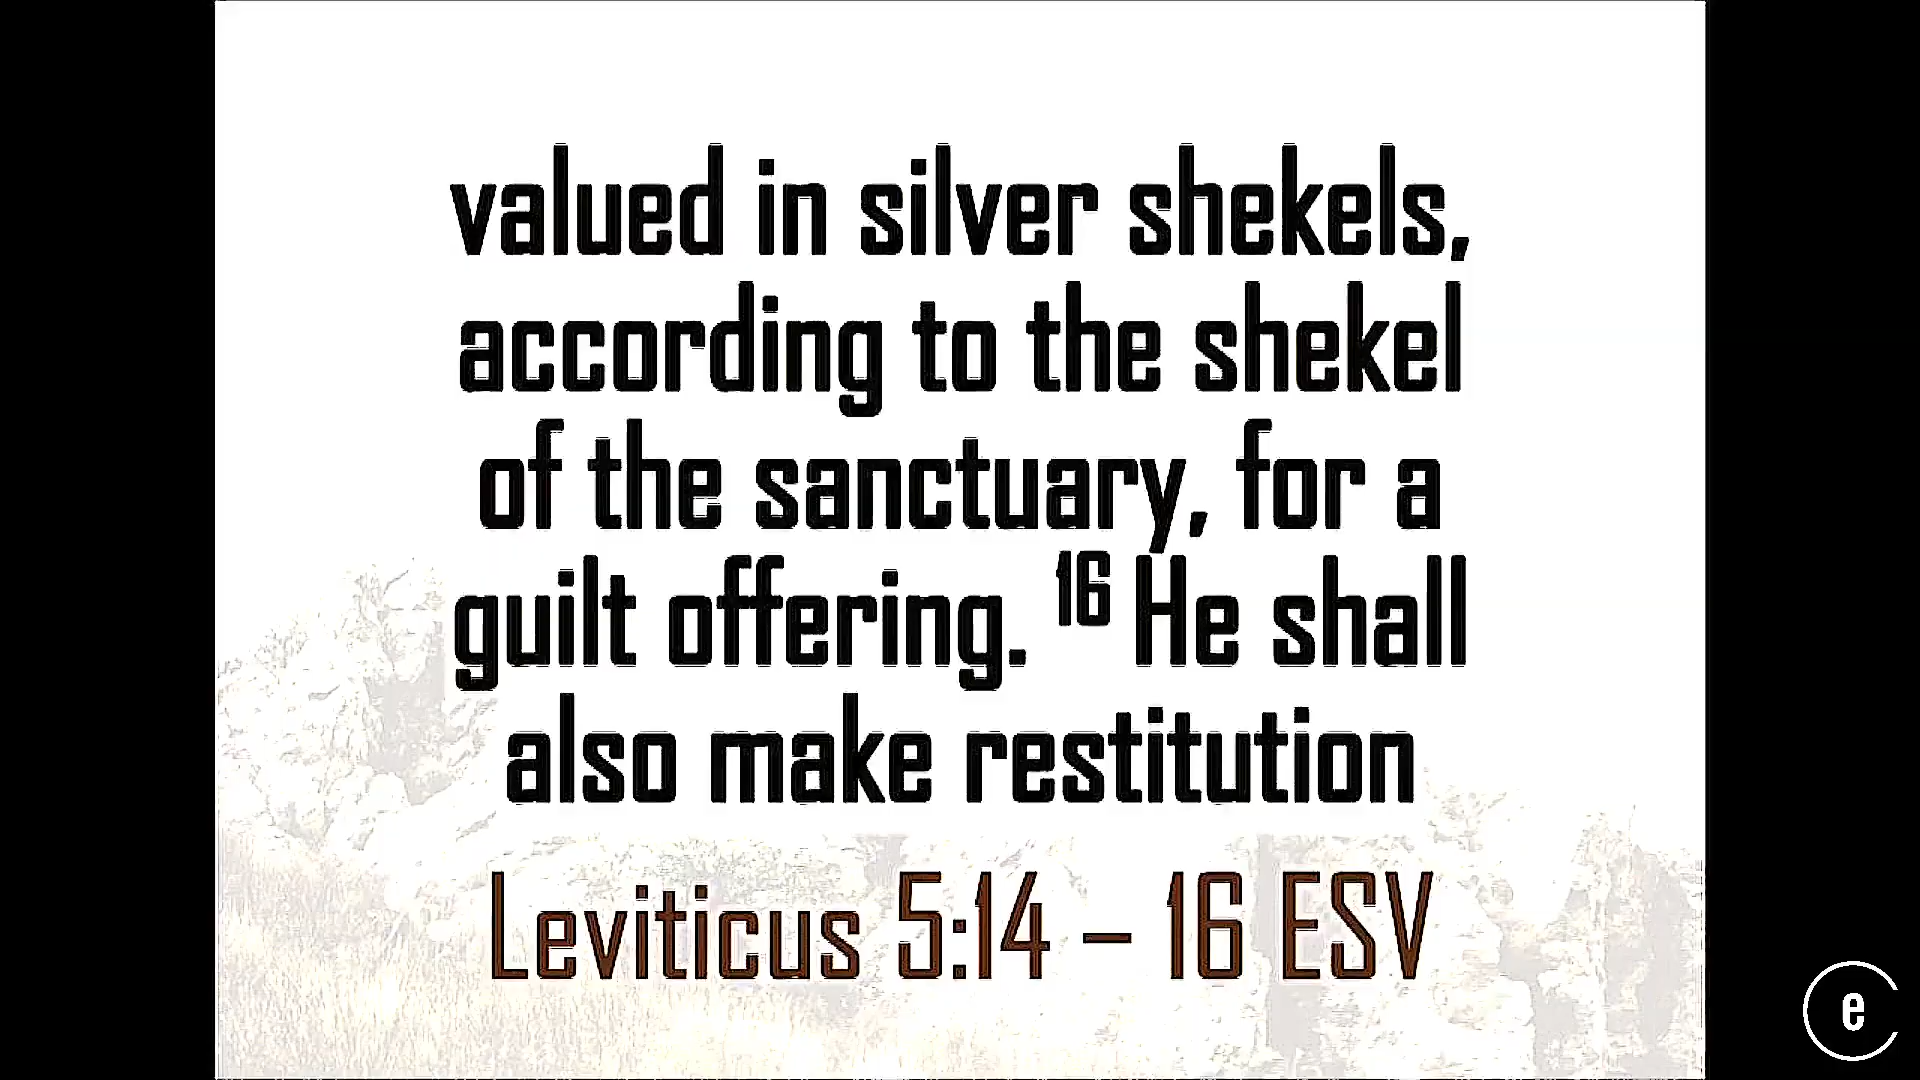 valued in silver shekels,
according to the shekel
of the sanctuary, for a
guilt offering. 16 He shall
also make restitution
Leviticus 5:14 – 16 ESV
e